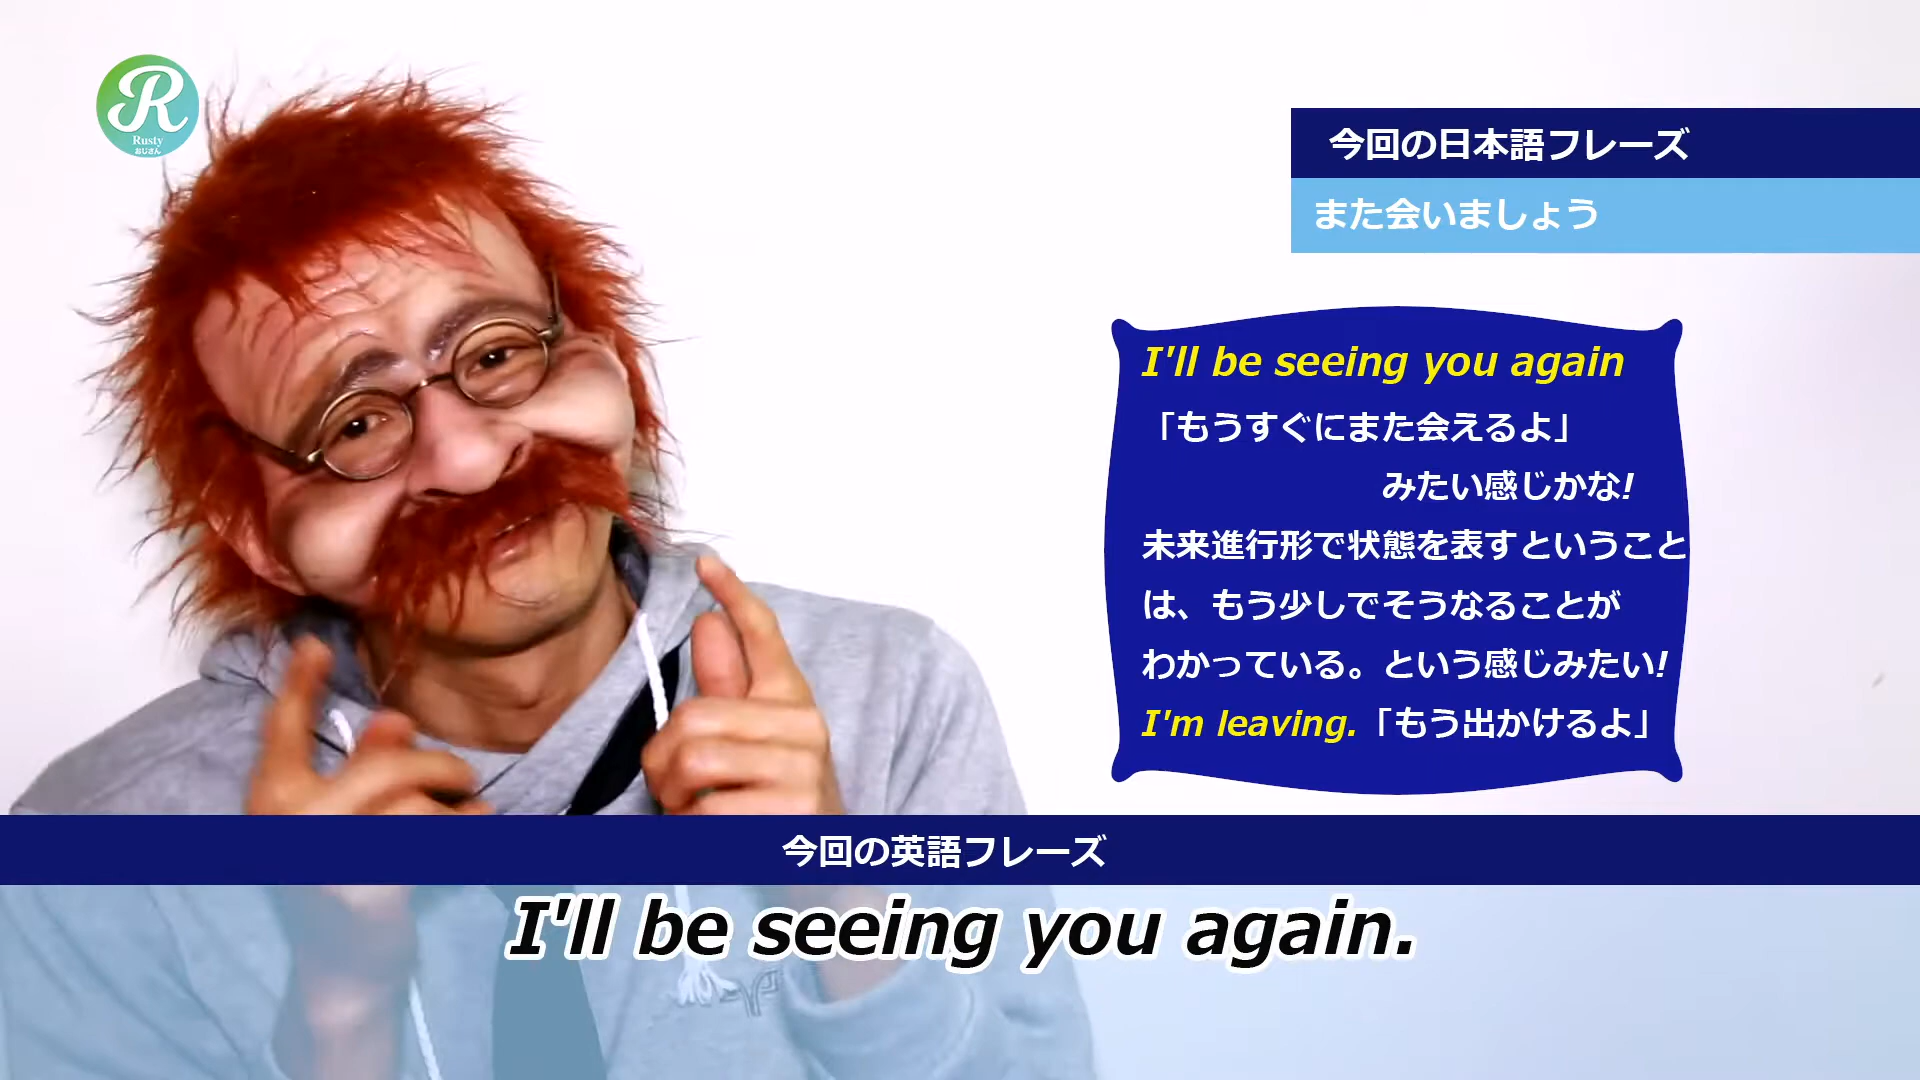 R
Rusty
おじさん
今回の日本語フレーズ
また会いましょう
I'll be seeing you again
「もうすぐにまた会えるよ」
みたい感じかな!
未来進行形で状態を表すということ
は、もう少しでそうなることが
わかっている。という感じみたい!
I'm leaving.「もう出かけるよ」
今回の英語フレーズ
I'll be seeing you again.